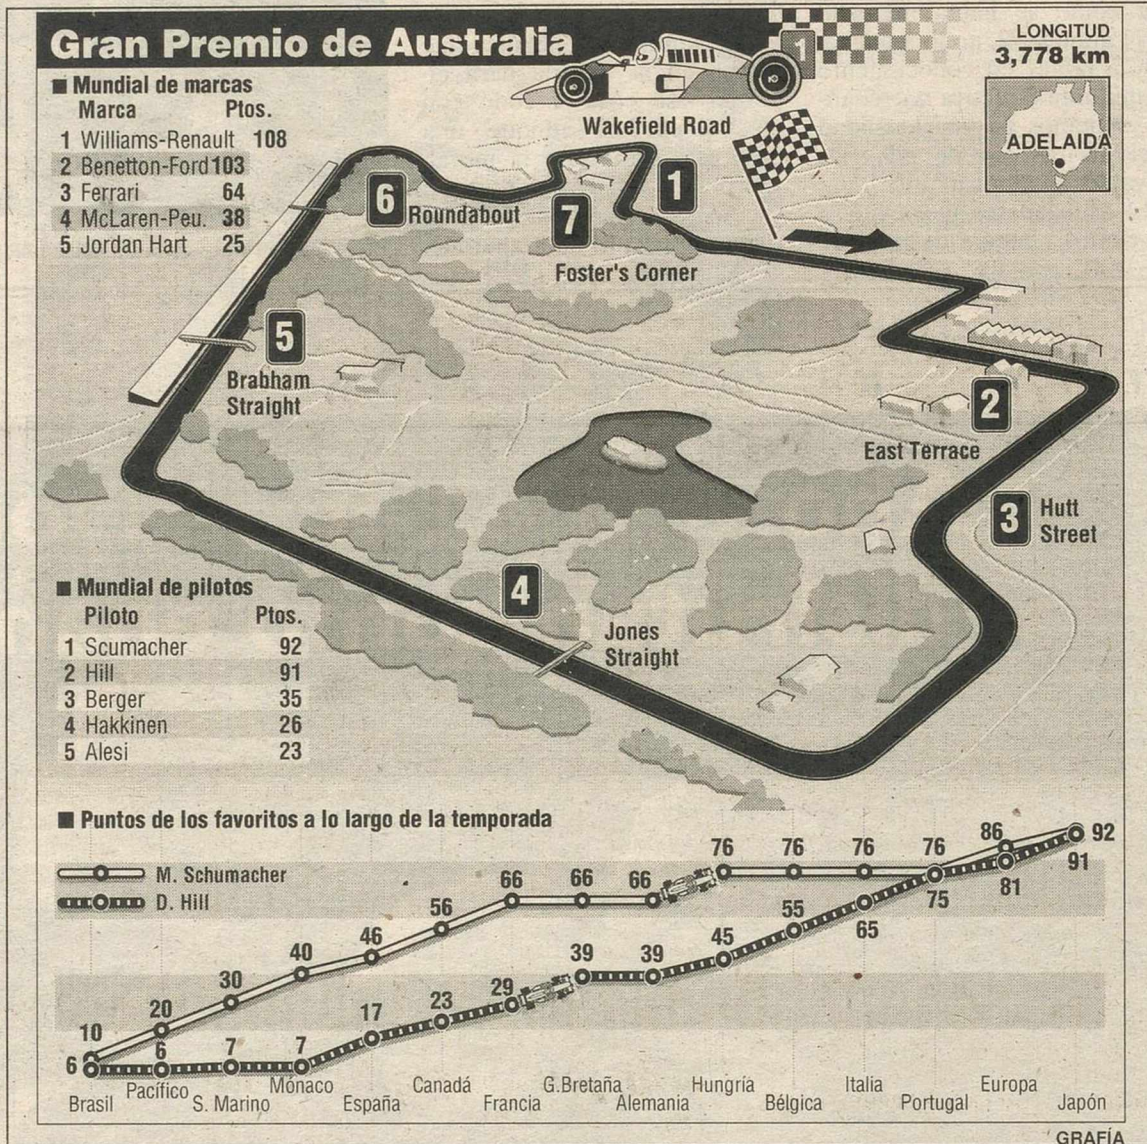 Gran Premio de Australia
1
LONGITUD
3,778 km
ADELAIDA
■ Mundial de marcas
Marca Ptos.
1 Williams-Renault 108
2 Benetton-Ford 103
3 Ferrari 64
4 McLaren-Peu. 38
5 Jordan Hart 25
Wakefield Road
1
6
Roundabout
7
Foster's Corner
5
Brabham
Straight
2
East Terrace
3
Hutt
Street
4
Jones
Straight
■ Mundial de pilotos
Piloto Ptos.
1 Scumacher 92
2 Hill 91
3 Berger 35
4 Hakkinen 26
5 Alesi 23
■ Puntos de los favoritos a lo largo de la temporada
M. Schumacher
D. Hill
10 20 30 40 46 56 66 66 66 76 76 76 76 86 92
6 6 7 7 17 23 29 39 39 45 55 65 75 81 91
Brasil Pacífico S. Marino Mónaco España Canadá Francia G.Bretaña Alemania Hungría Bélgica Italia Portugal Europa Japón
GRAFÍA